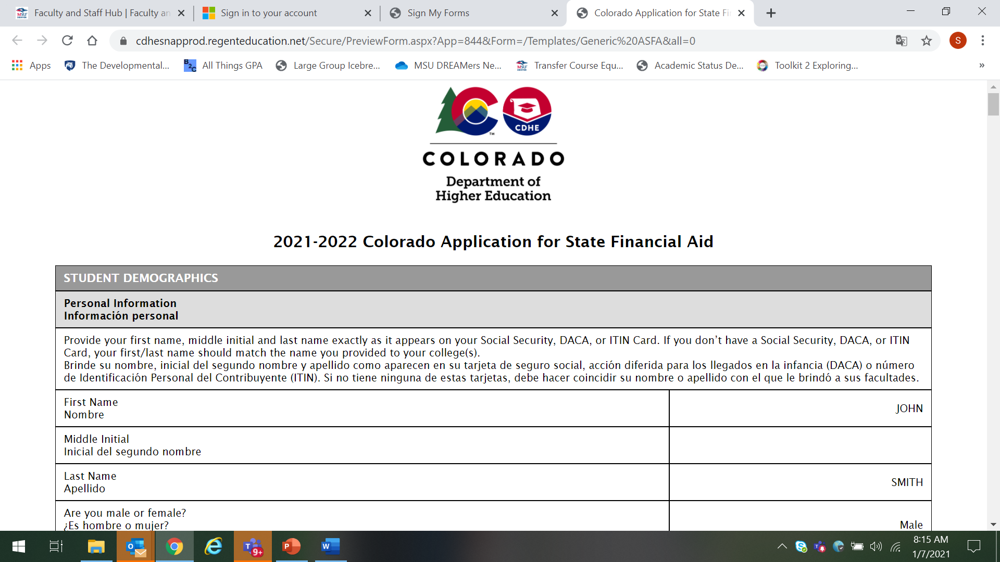 Faculty and Staff Hub | Faculty an
Sign in to your account
Sign My Forms
Colorado Application for State Fi
cdhesnapprod.regenteducation.net/Secure/PreviewForm.aspx?App=844&Form=/Templates/Generic%20ASFA&all=0
S
Apps
The Developmental...
All Things GPA
Large Group Icebre...
MSU DREAMers Ne...
Transfer Course Equ...
Academic Status De...
Toolkit 2 Exploring...
»
CDHE
TM
COLORADO
Department of
Higher Education
2021-2022 Colorado Application for State Financial Aid
STUDENT DEMOGRAPHICS
Personal Information
Información personal
Provide your first name, middle initial and last name exactly as it appears on your Social Security, DACA, or ITIN Card. If you don’t have a Social Security, DACA, or ITIN
Card, your first/last name should match the name you provided to your college(s).
Brinde su nombre, inicial del segundo nombre y apellido como aparecen en su tarjeta de seguro social, acción diferida para los llegados en la infancia (DACA) o número
de Identificación Personal del Contribuyente (ITIN). Si no tiene ninguna de estas tarjetas, debe hacer coincidir su nombre o apellido con el que le brindó a sus facultades.
First Name
Nombre
JOHN
Middle Initial
Inicial del segundo nombre
Last Name
Apellido
SMITH
Are you male or female?
¿Es hombre o mujer?
Male
9+
8:15 AM
1/7/2021